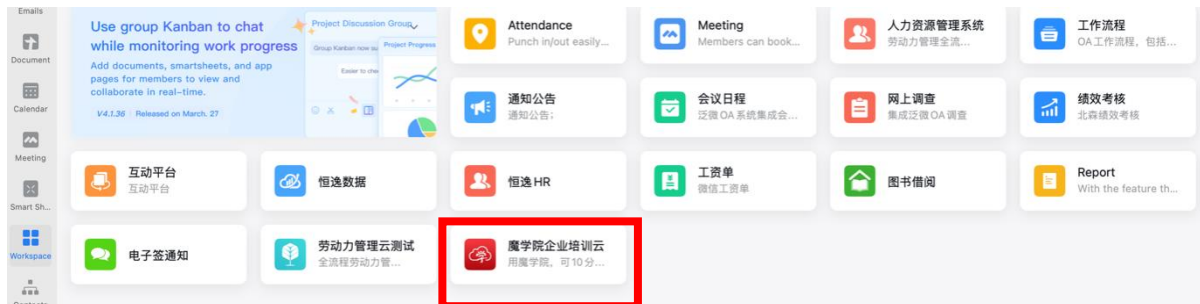 Emails
Document
Calendar
Meeting
Smart Sh...
Workspace
Contacts
Use group Kanban to chat
while monitoring work progress
Add documents, smartsheets, and app
pages for members to view and
collaborate in real-time.
V4.1.36 Released on March. 27
Project Discussion Group
Group Kanban now su
Project Progress
Easier to chec
Attendance
Punch in/out easily...
Meeting
Members can book...
人力资源管理系统
劳动力管理全流...
工作流程
OA工作流程，包括...
通知公告
通知公告；
会议日程
泛微OA系统集成会...
网上调查
集成泛微OA调查
绩效考核
北森绩效考核
互动平台
互动平台
恒逸数据
恒逸HR
工资单
微信工资单
图书借阅
Report
With the feature th...
电子签通知
劳动力管理云测试
全流程劳动力管...
魔学院企业培训云
用魔学院，可10分...